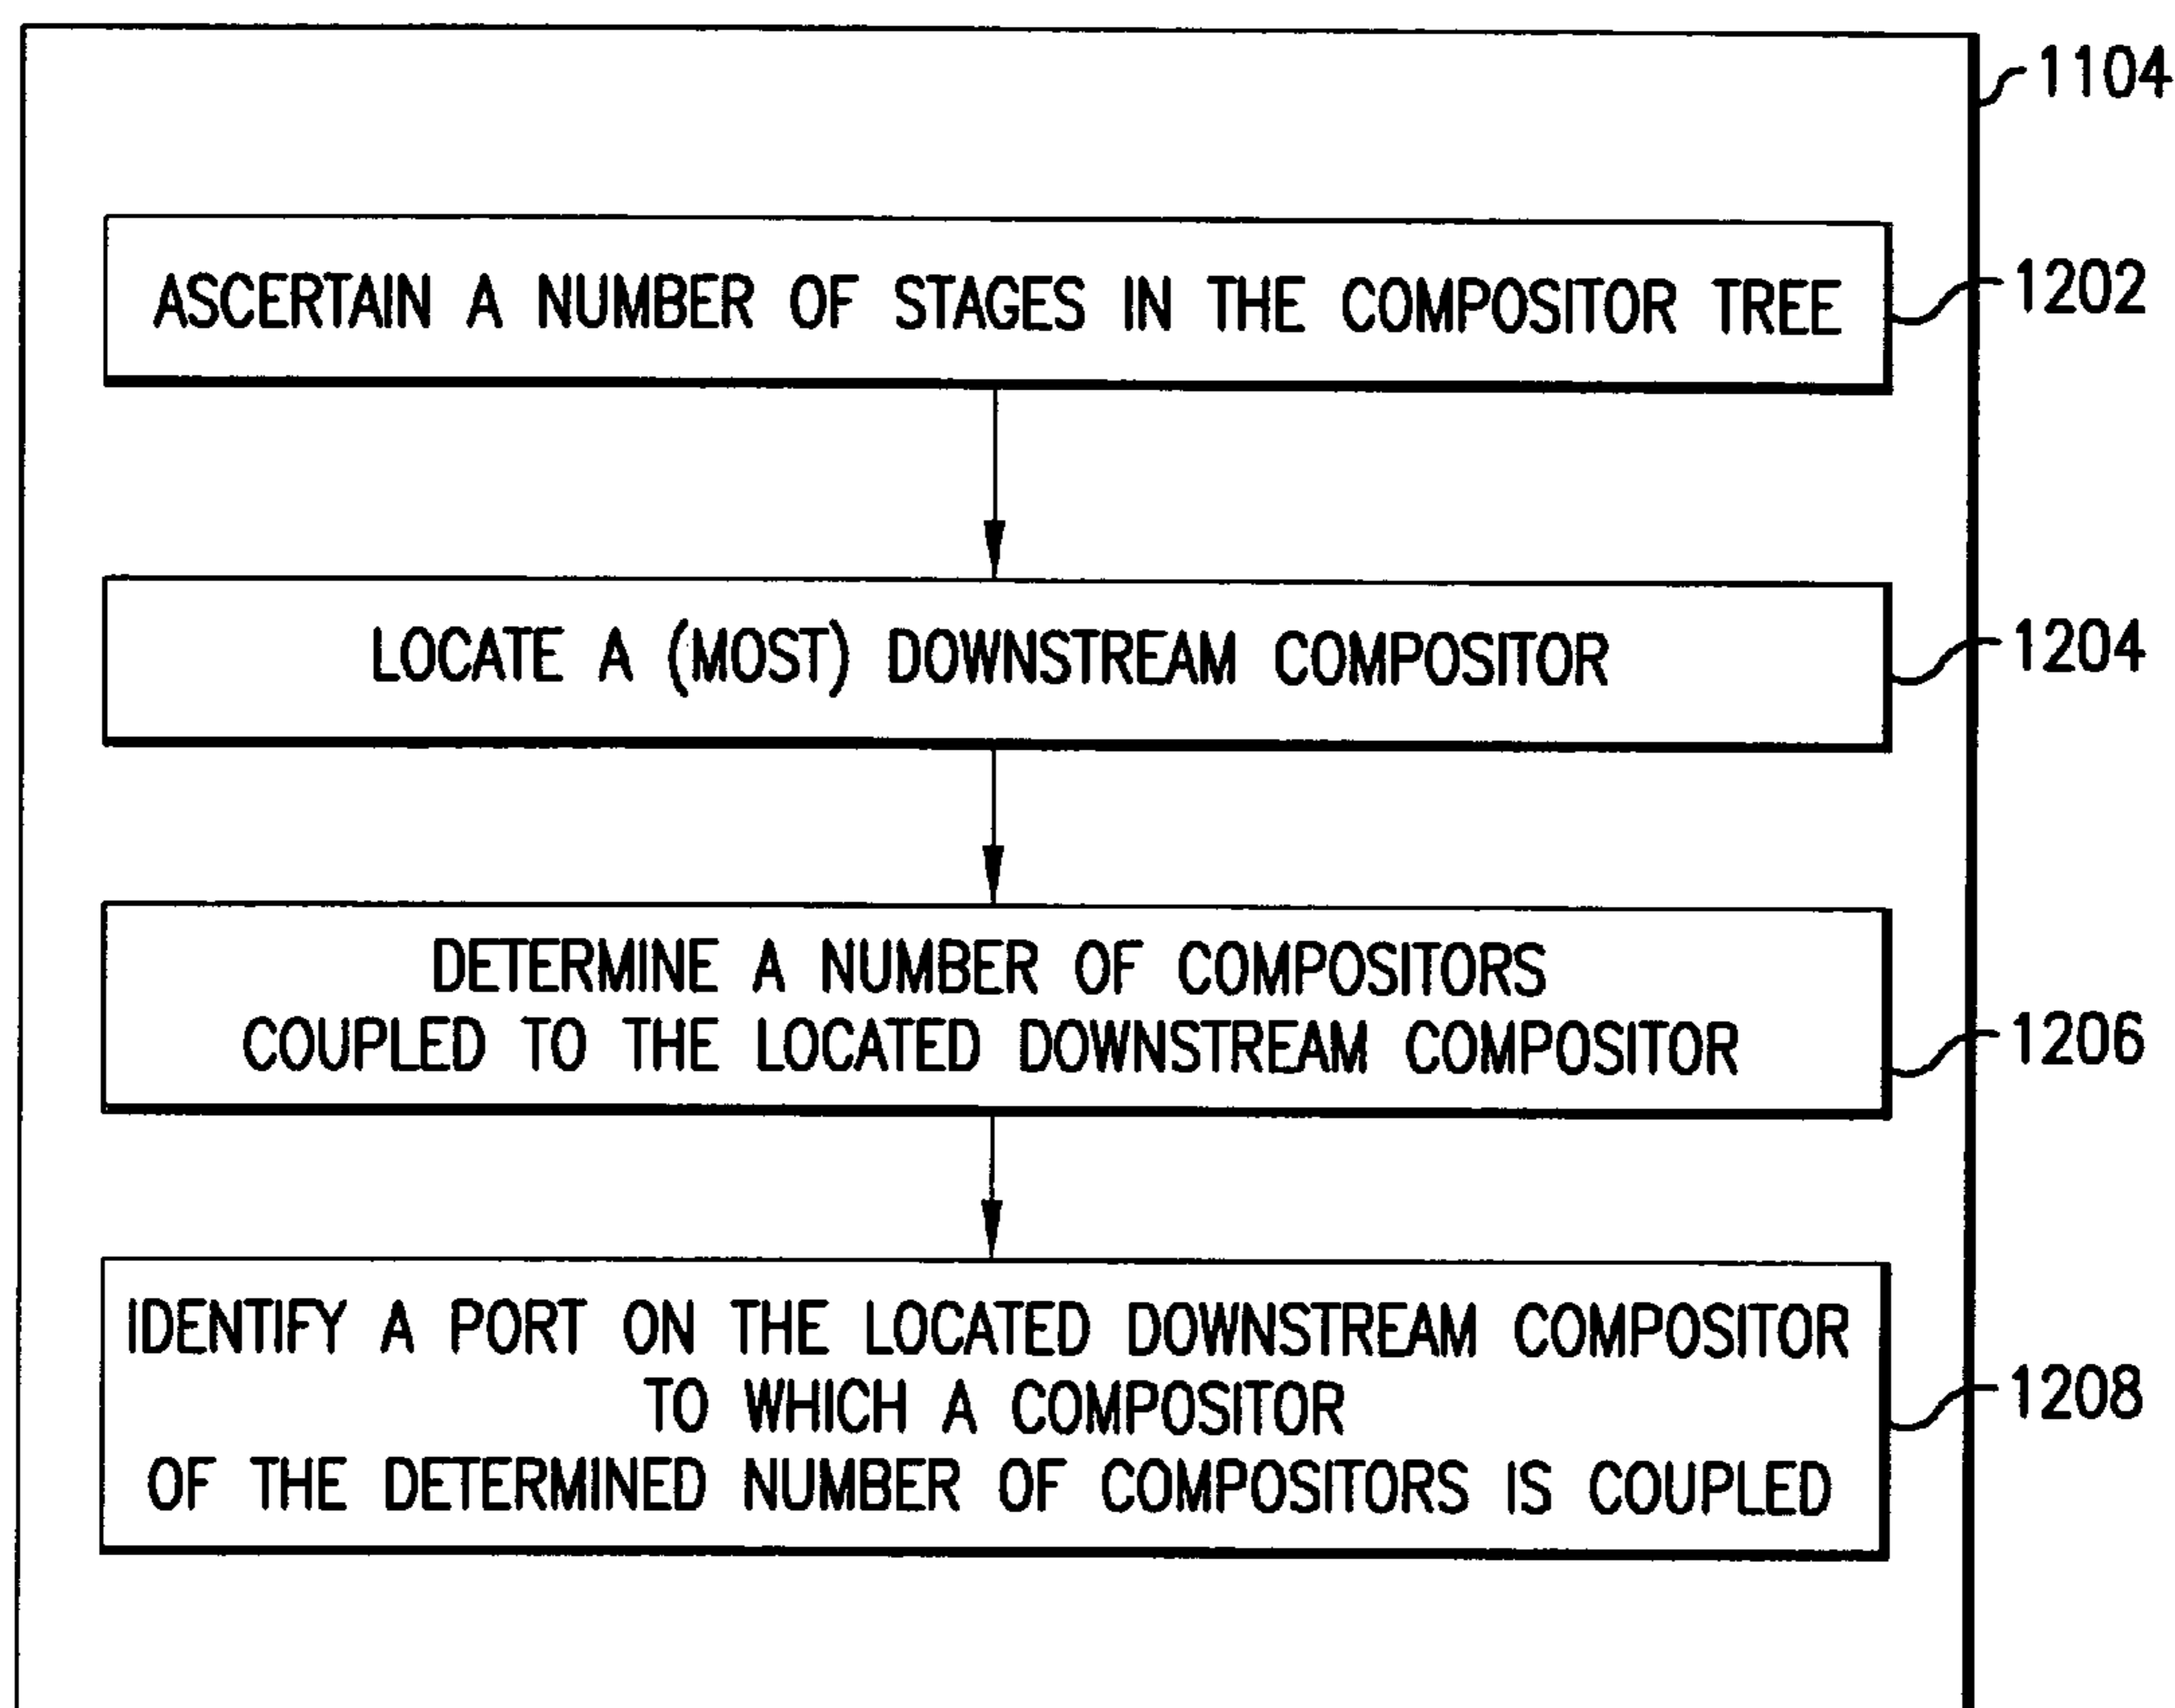 1104
ASCERTAIN A NUMBER OF STAGES IN THE COMPOSITOR TREE
1202
LOCATE A (MOST) DOWNSTREAM COMPOSITOR
1204
DETERMINE A NUMBER OF COMPOSITORS
COUPLED TO THE LOCATED DOWNSTREAM COMPOSITOR
1206
IDENTIFY A PORT ON THE LOCATED DOWNSTREAM COMPOSITOR
TO WHICH A COMPOSITOR
OF THE DETERMINED NUMBER OF COMPOSITORS IS COUPLED
1208